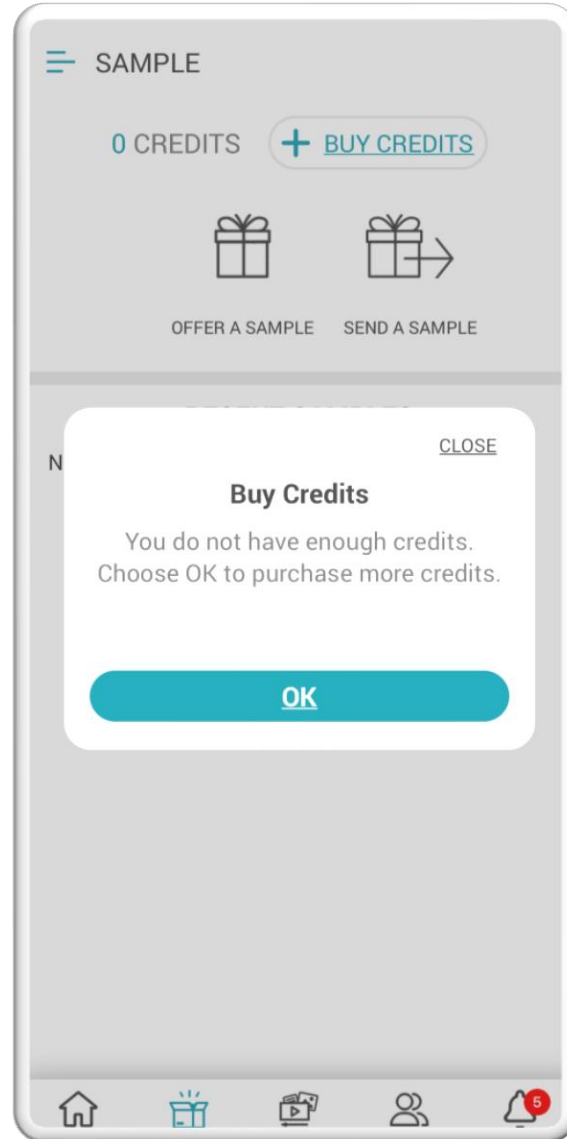 SAMPLE
0 CREDITS + BUY CREDITS
OFFER A SAMPLE SEND A SAMPLE
N
CLOSE
Buy Credits
You do not have enough credits.
Choose OK to purchase more credits.
OK
5